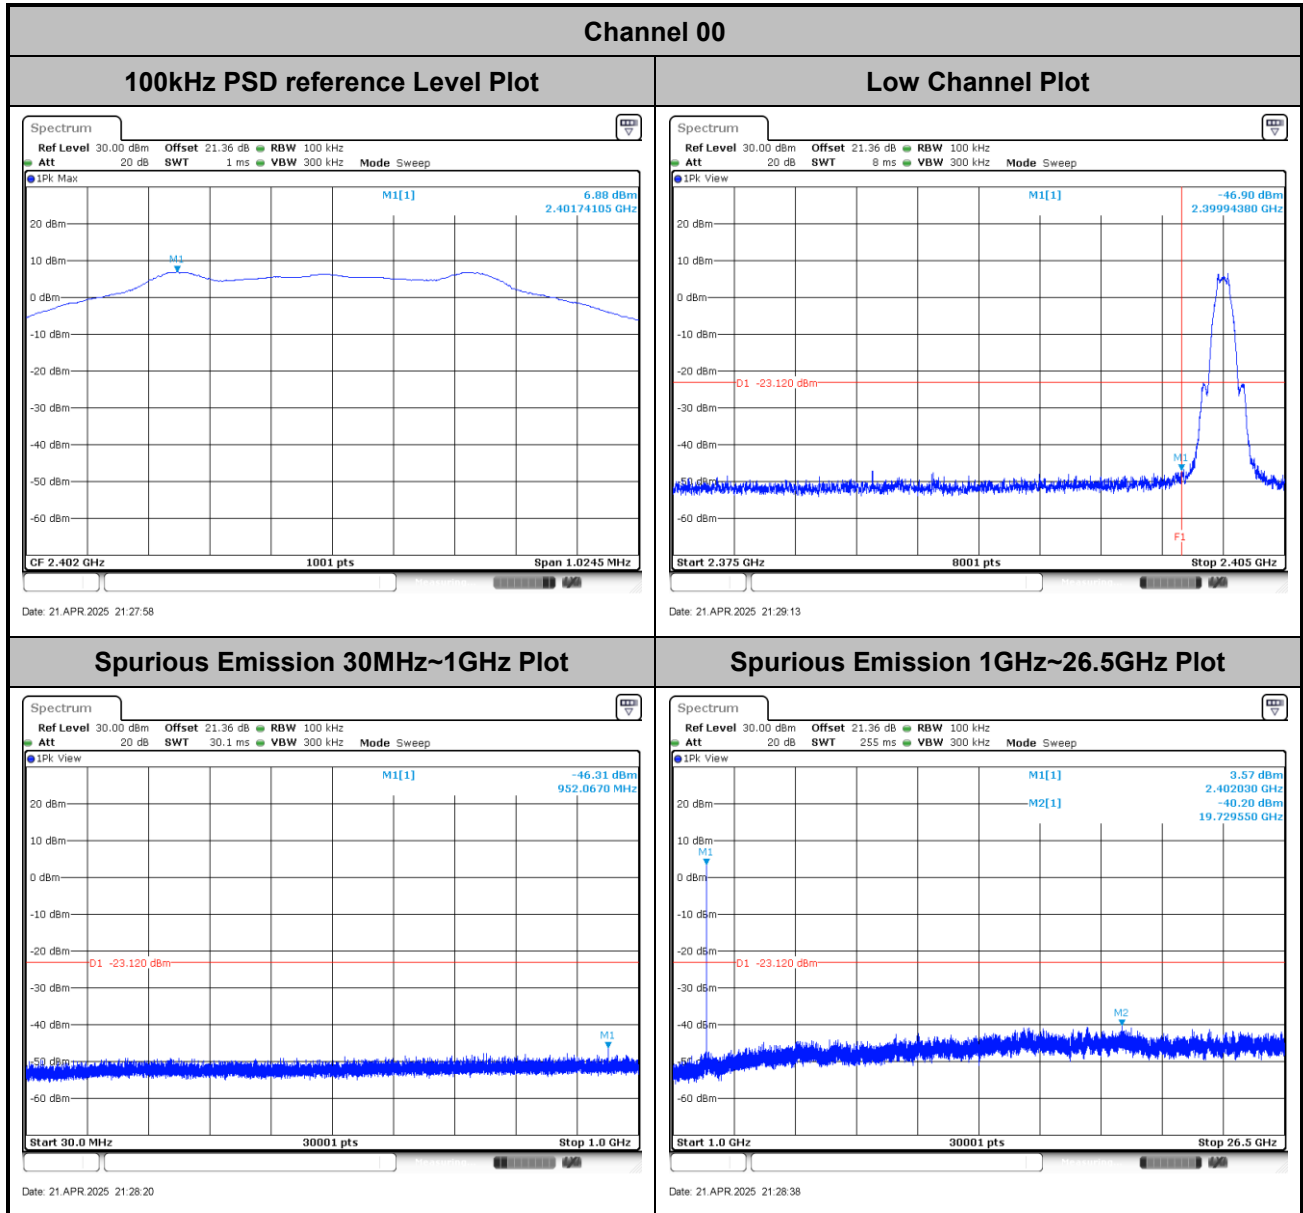 Channel 00
100kHz PSD reference Level Plot
Low Channel Plot
Spectrum
Ref Level 30.00 dBm Offset 21.36 dB RBW 100 kHz
Att 20 dB SWT 1 ms VBW 300 kHz Mode Sweep
1Pk Max
M1[1] 6.88 dBm
2.40174105 GHz
20 dBm
M1
10 dBm
0 dBm
-10 dBm
-20 dBm
-30 dBm
-40 dBm
-50 dBm
-60 dBm
CF 2.402 GHz 1001 pts Span 1.0245 MHz
Date: 21.APR.2025 21:27:58
Spectrum
Ref Level 30.00 dBm Offset 21.36 dB RBW 100 kHz
Att 20 dB SWT 8 ms VBW 300 kHz Mode Sweep
1Pk View
M1[1] -46.90 dBm
2.39994380 GHz
20 dBm
10 dBm
0 dBm
-10 dBm
-20 dBm
D1 -23.120 dBm
-30 dBm
-40 dBm
M1
-50 dBm
-60 dBm
F1
Start 2.375 GHz 8001 pts Stop 2.405 GHz
Date: 21.APR.2025 21:29:13
Spurious Emission 30MHz~1GHz Plot
Spurious Emission 1GHz~26.5GHz Plot
Spectrum
Ref Level 30.00 dBm Offset 21.36 dB RBW 100 kHz
Att 20 dB SWT 30.1 ms VBW 300 kHz Mode Sweep
1Pk View
M1[1] -46.31 dBm
952.0670 MHz
20 dBm
10 dBm
0 dBm
-10 dBm
-20 dBm
D1 -23.120 dBm
-30 dBm
-40 dBm
M1
-50 dBm
-60 dBm
Start 30.0 MHz 30001 pts Stop 1.0 GHz
Date: 21.APR.2025 21:28:20
Spectrum
Ref Level 30.00 dBm Offset 21.36 dB RBW 100 kHz
Att 20 dB SWT 255 ms VBW 300 kHz Mode Sweep
1Pk View
M1[1] 3.57 dBm
2.402030 GHz
M2[1] -40.20 dBm
19.729550 GHz
20 dBm
10 dBm
M1
0 dBm
-10 dBm
-20 dBm
D1 -23.120 dBm
-30 dBm
-40 dBm
M2
-60 dBm
Start 1.0 GHz 30001 pts Stop 26.5 GHz
Date: 21.APR.2025 21:28:38